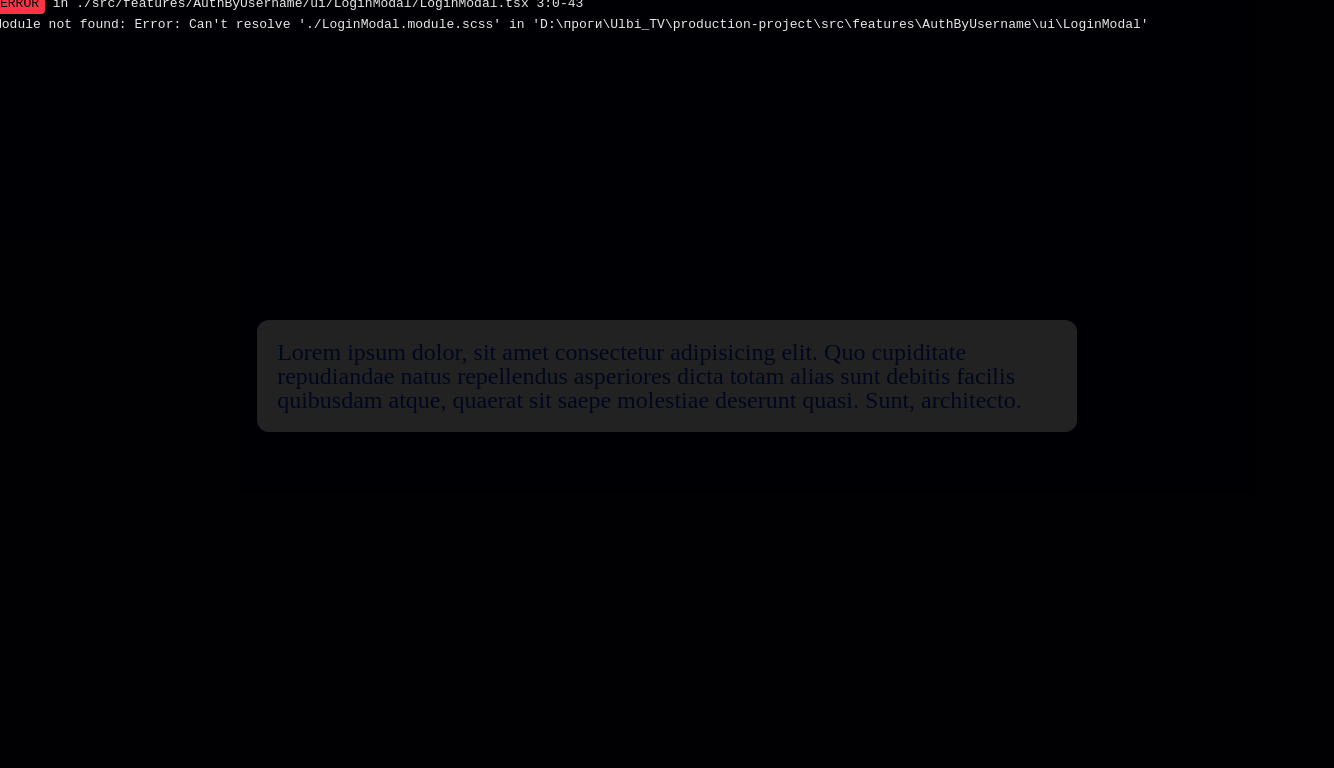 ERROR in ./src/features/AuthByUsername/ui/LoginModal/LoginModal.tsx 3:0-43
Module not found: Error: Can't resolve './LoginModal.module.scss' in 'D:\проги\Ulbi_TV\production-project\src\features\AuthByUsername\ui\LoginModal'
Lorem ipsum dolor, sit amet consectetur adipisicing elit. Quo cupiditate
repudiandae natus repellendus asperiores dicta totam alias sunt debitis facilis
quibusdam atque, quaerat sit saepe molestiae deserunt quasi. Sunt, architecto.